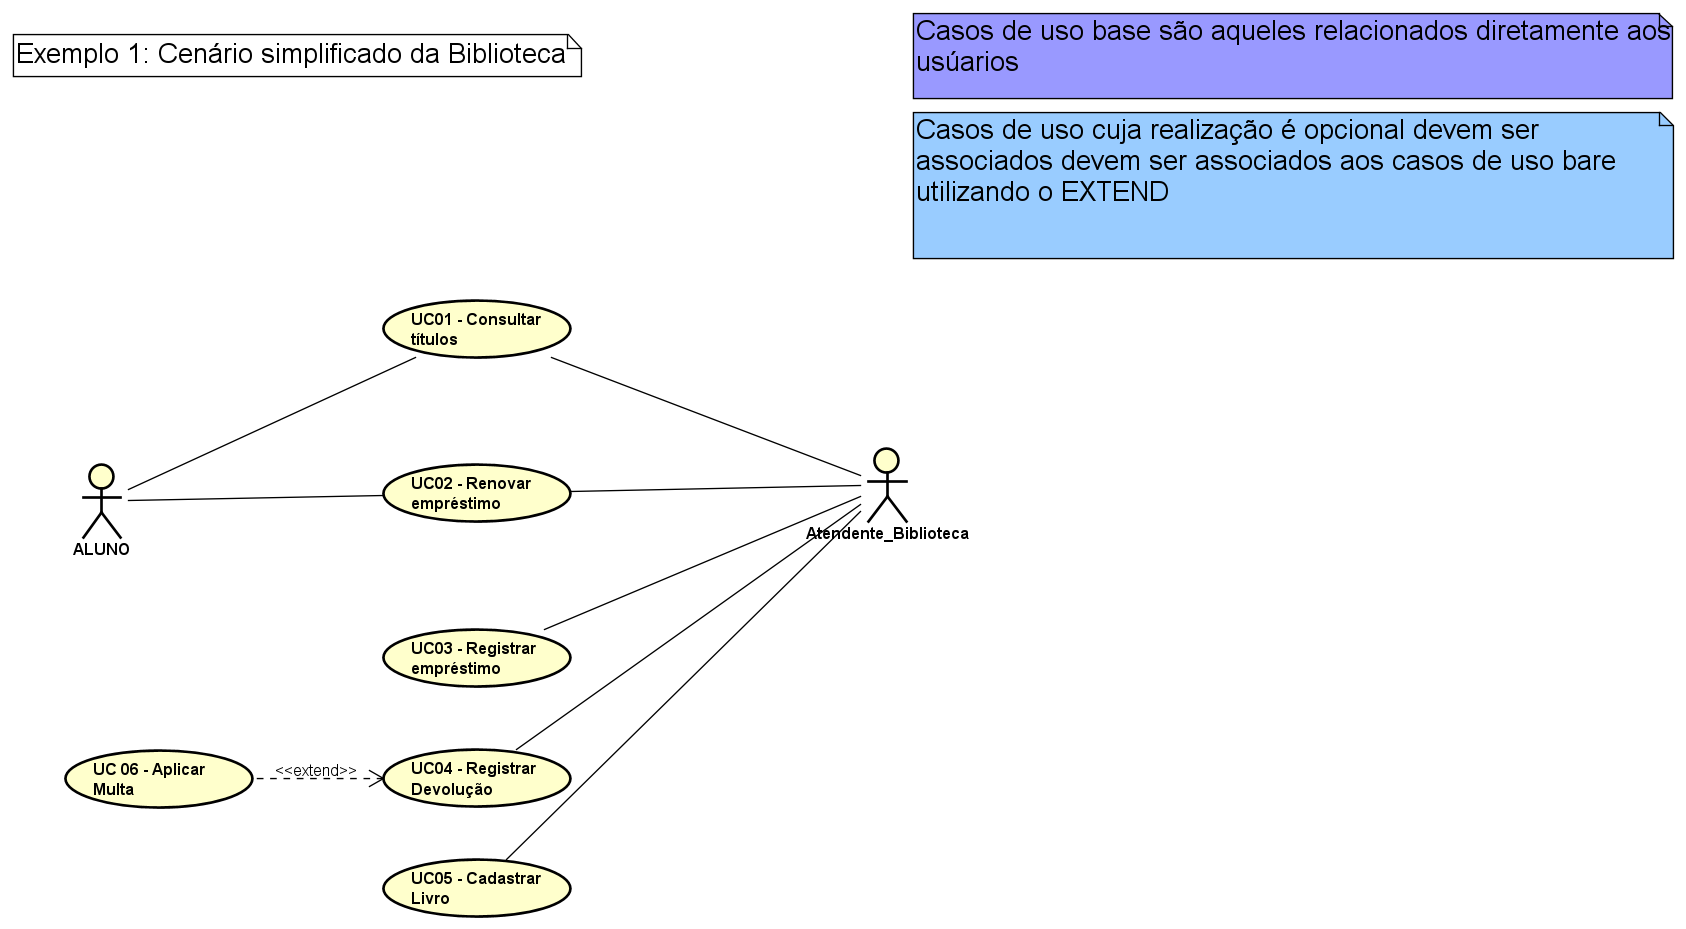 Exemplo 1: Cenário simplificado da Biblioteca
Casos de uso base são aqueles relacionados diretamente aos
usúarios
Casos de uso cuja realização é opcional devem ser
associados devem ser associados aos casos de uso bare
utilizando o EXTEND
UC01 - Consultar
títulos
UC02 - Renovar
empréstimo
ALUNO
Atendente_Biblioteca
UC03 - Registrar
empréstimo
UC 06 - Aplicar
Multa
<<extend>>
UC04 - Registrar
Devolução
UC05 - Cadastrar
Livro